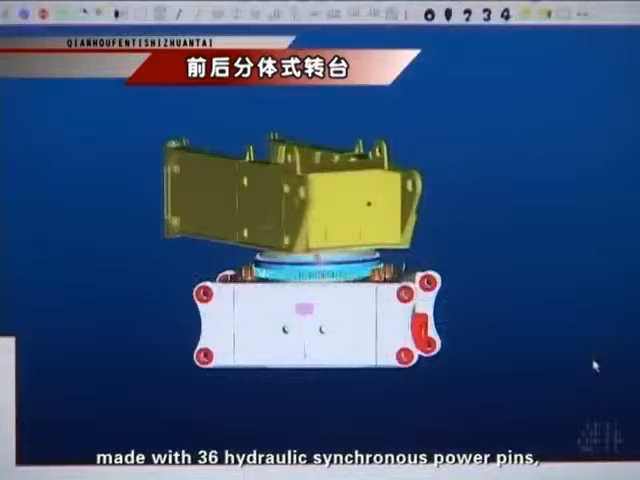 QIANHOUFENTISHIZHUANTAI
前后分体式转台
made with 36 hydraulic synchronous power pins,